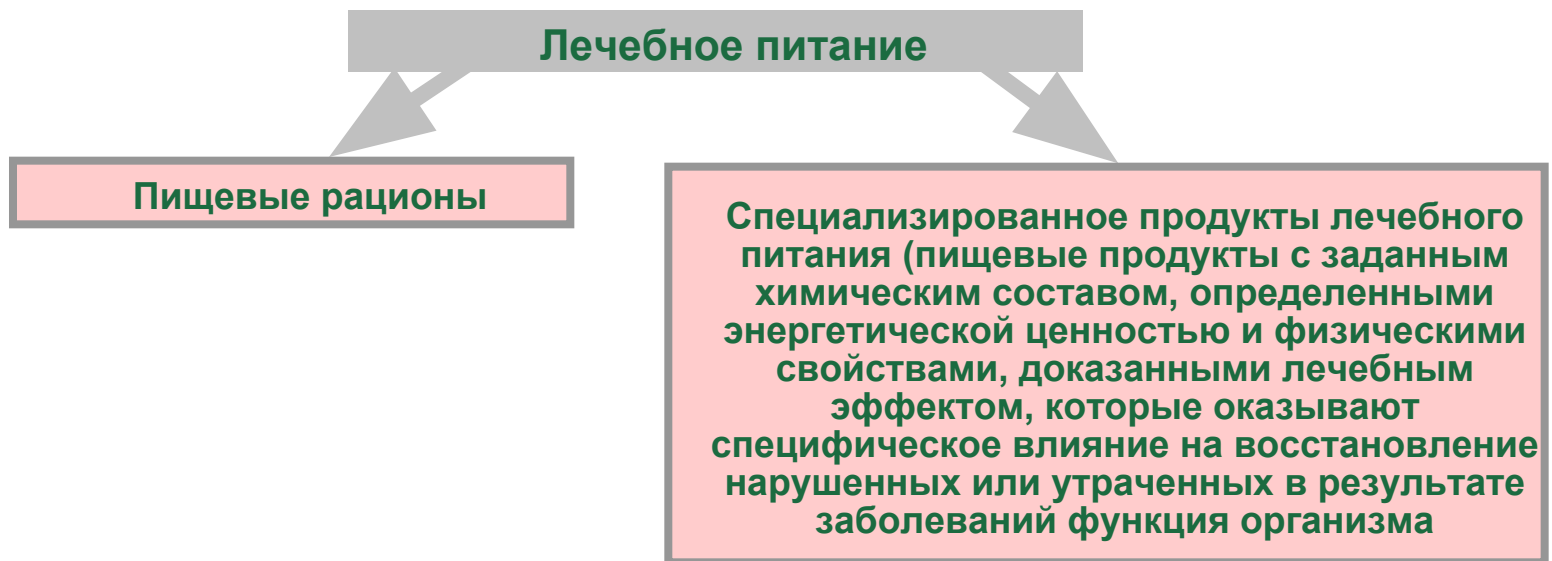 Лечебное питание
Пищевые рационы
Специализированное продукты лечебного
питания (пищевые продукты с заданным
химическим составом, определенными
энергетической ценностью и физическими
свойствами, доказанными лечебным
эффектом, которые оказывают
специфическое влияние на восстановление
нарушенных или утраченных в результате
заболеваний функция организма